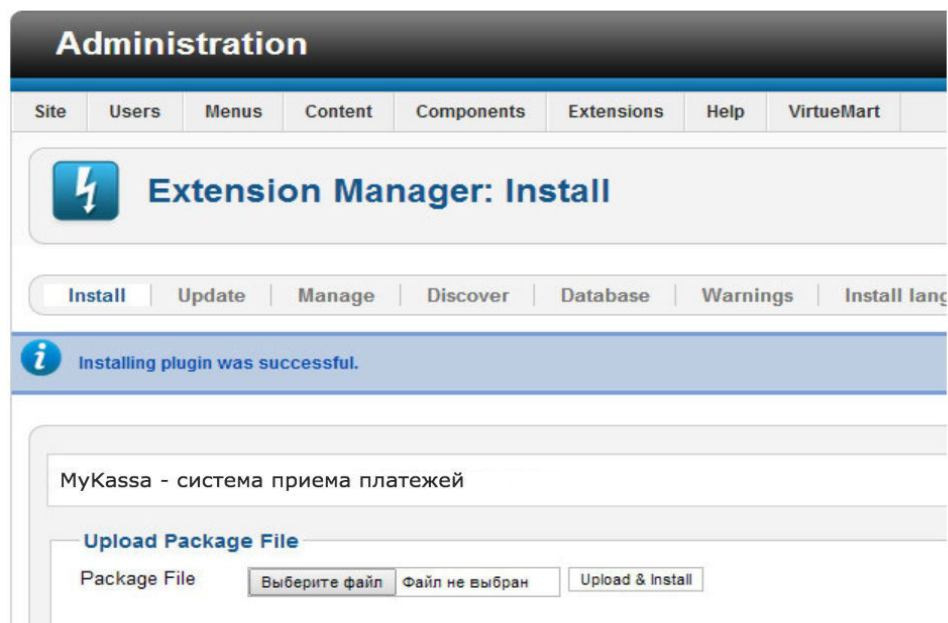 Administration
Site Users Menus Content Components Extensions Help VirtueMart
Extension Manager: Install
Install Update Manage Discover Database Warnings Install lang
Installing plugin was successful.
MyKassa - система приема платежей
Upload Package File
Package File Выберите файл Файл не выбран Upload & Install